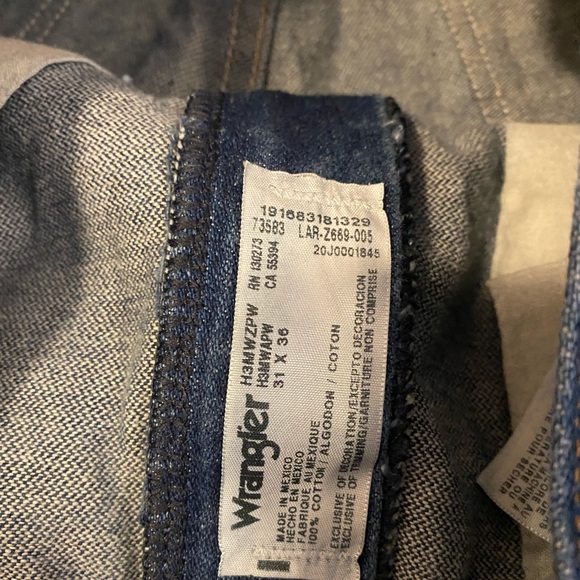 191683181329
73583 LAR-Z669-005
20J0001845
RN 130273
CA 55394
Wrangler
H3MWZPW
H3MWAPW
31 X 36
MADE IN MEXICO
HECHO EN MEXICO
FABRIQUE AU MEXIQUE
100% COTTON / ALGODON / COTON
EXCLUSIVE OF DECORATION/EXCEPTO DECORACION
EXCLUSIVE OF TRIMMING/GARNITURE NON COMPRISE